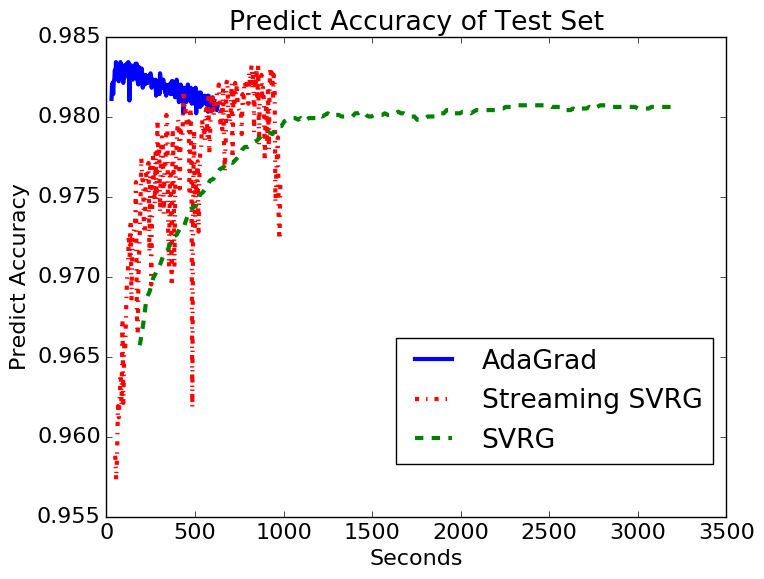 Predict Accuracy of Test Set
0.985
0.980
0.975
0.970
0.965
0.960
0.955
Predict Accuracy
AdaGrad
Streaming SVRG
SVRG
0 500 1000 1500 2000 2500 3000 3500
Seconds